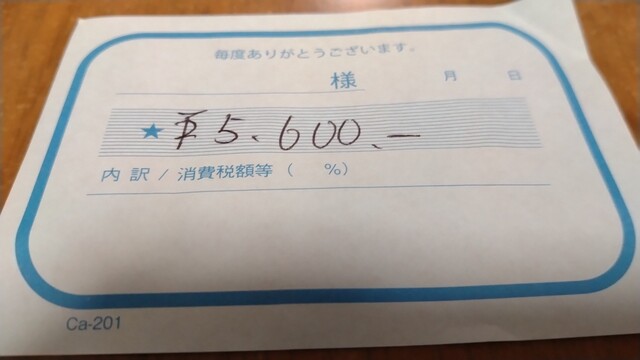 毎度ありがとうございます。
様 月 日
★ ¥5、600、—
内訳 / 消費税額等 ( %)
Ca-201